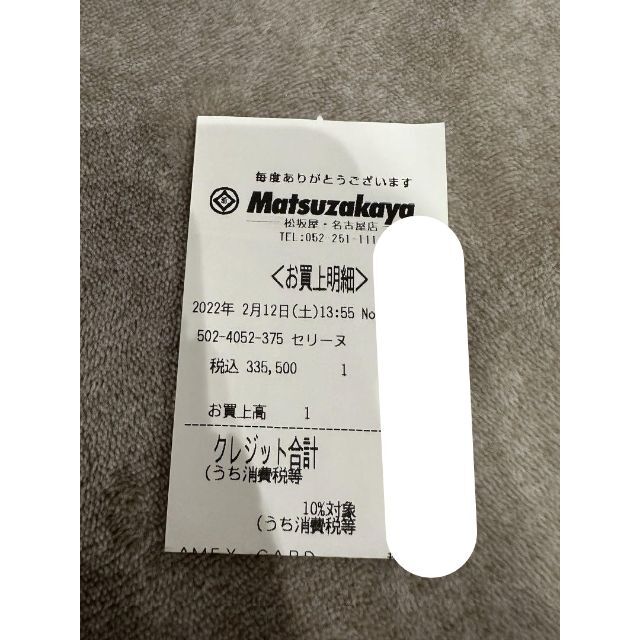 毎度ありがとうございます
Matsuzakaya
松坂屋・名古屋店
TEL:052-251-111
<お買上明細>
2022年 2月12日(土)13:55 No
502-4052-375 セリーヌ
税込 335,500 1
お買上高 1
クレジット合計
(うち消費税等
10%対象
(うち消費税等
AMEX CARD